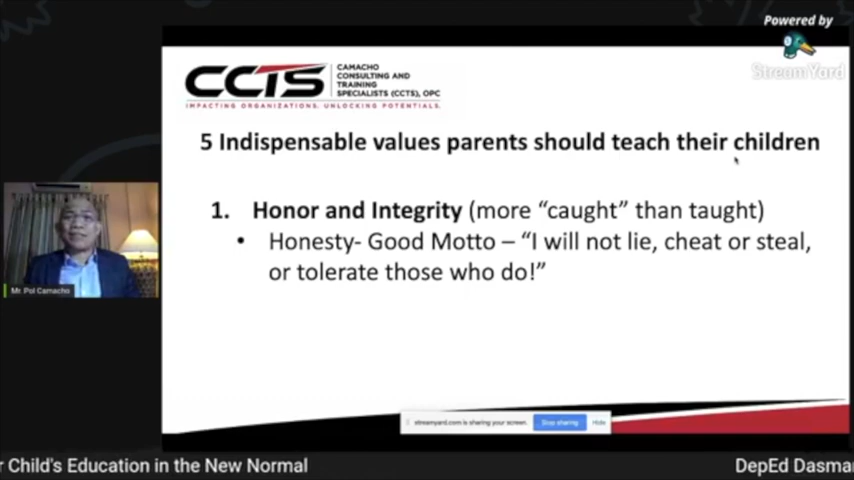 Powered by
StreamYard
CCTS
CAMACHO
CONSULTING AND
TRAINING
SPECIALISTS (CCTS), OPC
IMPACTING ORGANIZATIONS. UNLOCKING POTENTIALS.
5 Indispensable values parents should teach their children
1. Honor and Integrity (more “caught” than taught)
• Honesty- Good Motto – “I will not lie, cheat or steal,
or tolerate those who do!”
Mr. Pol Camacho
streamyard.com is sharing your screen. Stop sharing Hide
r Child's Education in the New Normal DepEd Dasma